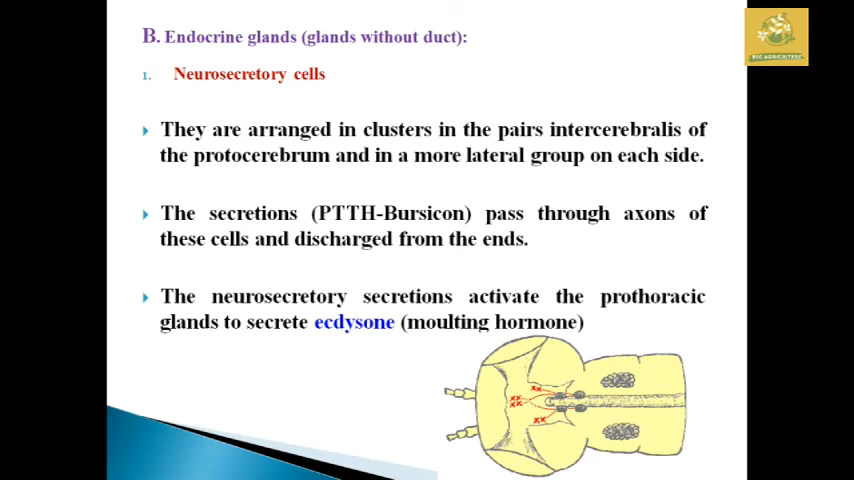 B. Endocrine glands (glands without duct):
1. Neurosecretory cells
They are arranged in clusters in the pairs intercerebralis of
the protocerebrum and in a more lateral group on each side.
The secretions (PTTH-Bursicon) pass through axons of
these cells and discharged from the ends.
The neurosecretory secretions activate the prothoracic
glands to secrete ecdysone (moulting hormone)